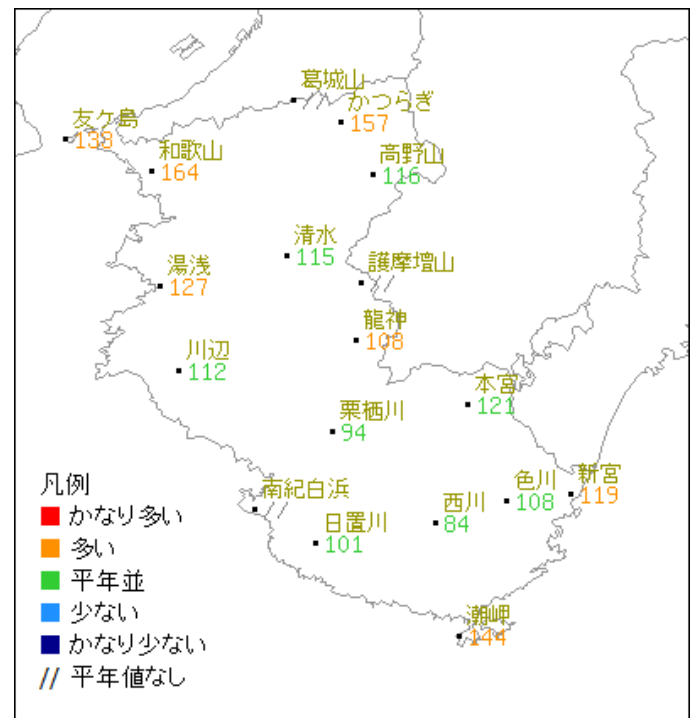 葛城山
//
かつらぎ
157
友ケ島
133
和歌山
164
高野山
116
清水
115
護摩壇山
//
湯浅
127
龍神
108
川辺
112
本宮
121
栗栖川
94
南紀白浜
//
日置川
101
西川
84
色川
108
新宮
119
潮岬
144
凡例
かなり多い
多い
平年並
少ない
かなり少ない
// 平年値なし